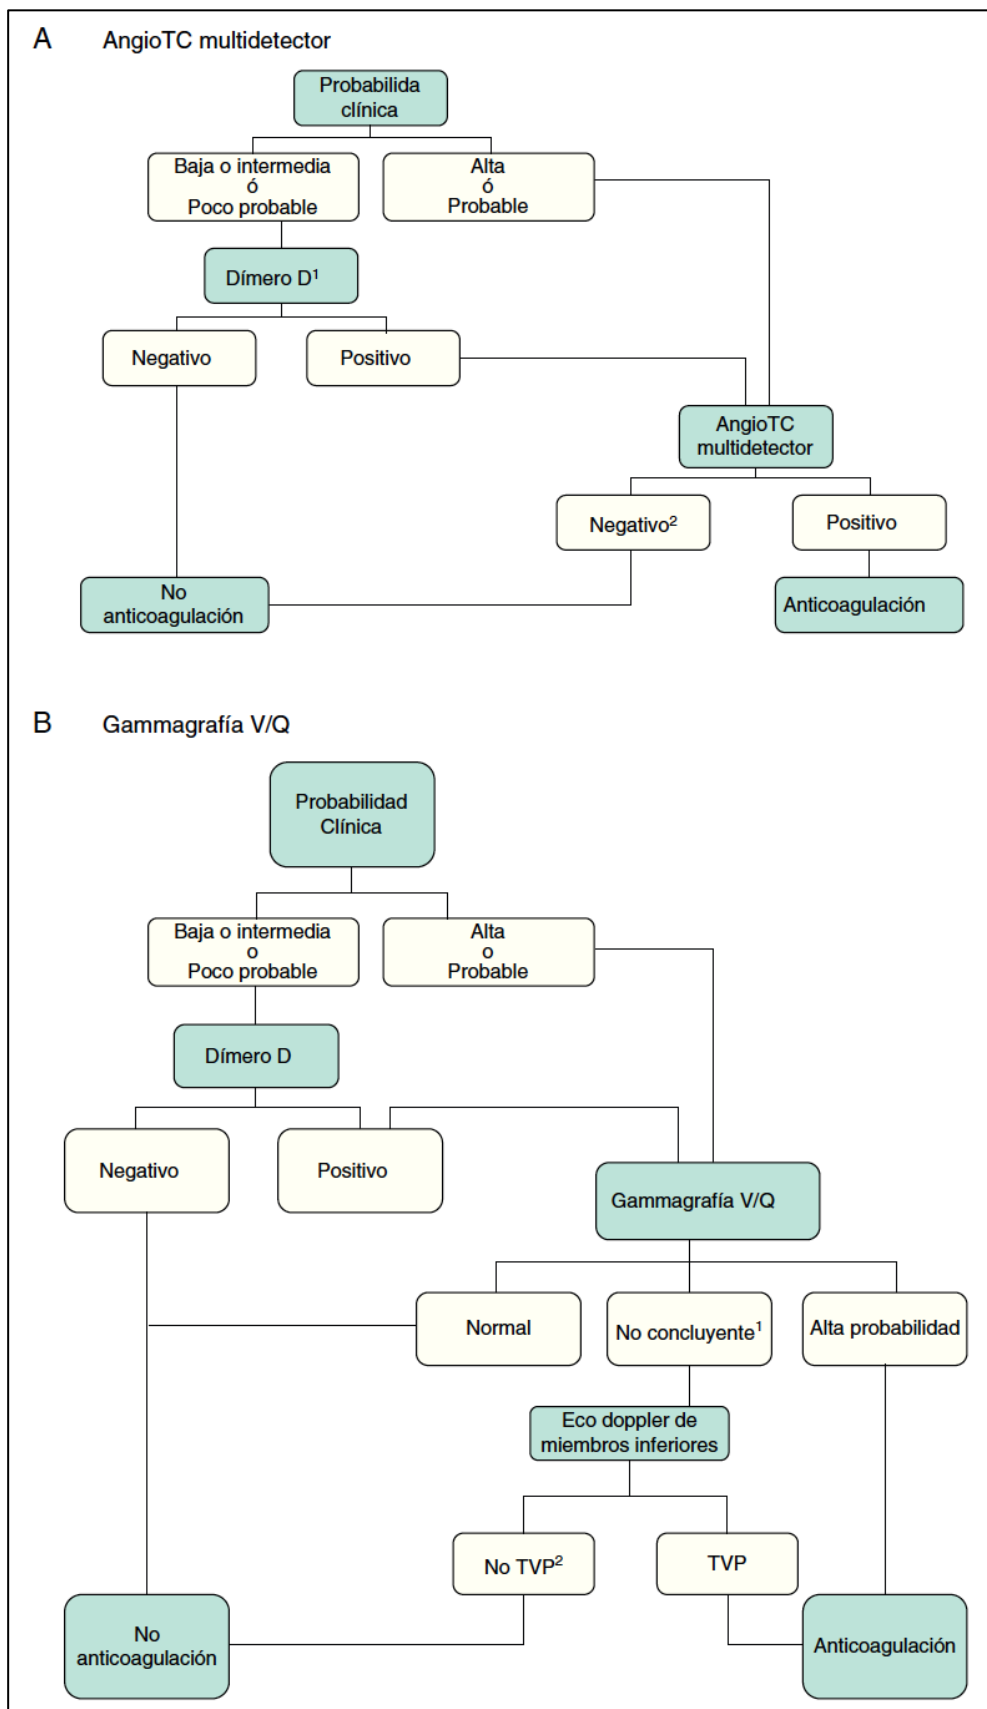 A AngioTC multidetector
Probabilida
clínica
Baja o intermedia
ó
Poco probable
Alta
ó
Probable
Dímero D¹
Negativo
Positivo
AngioTC
multidetector
Negativo²
Positivo
No
anticoagulación
Anticoagulación
B Gammagrafía V/Q
Probabilidad
Clínica
Baja o intermedia
o
Poco probable
Alta
o
Probable
Dímero D
Negativo
Positivo
Gammagrafía V/Q
Normal
No concluyente¹
Alta probabilidad
Eco doppler de
miembros inferiores
No TVP²
TVP
No
anticoagulación
Anticoagulación